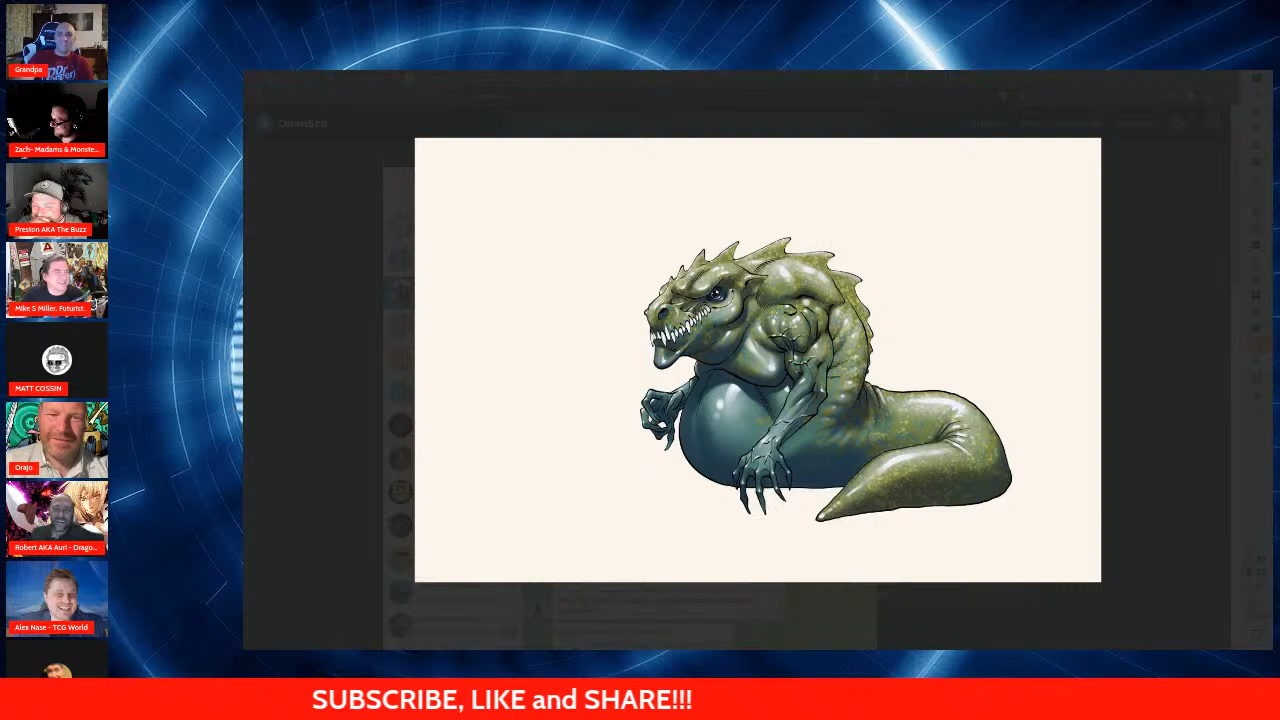 Grandpa
Zach- Madams & Monste...
Preston AKA The Buzz
Mike S Miller. Futurist.
MATT COSSIN
Orajo
Robert AKA Auri - Drago...
Alex Nase - TCG World
SUBSCRIBE, LIKE and SHARE!!!